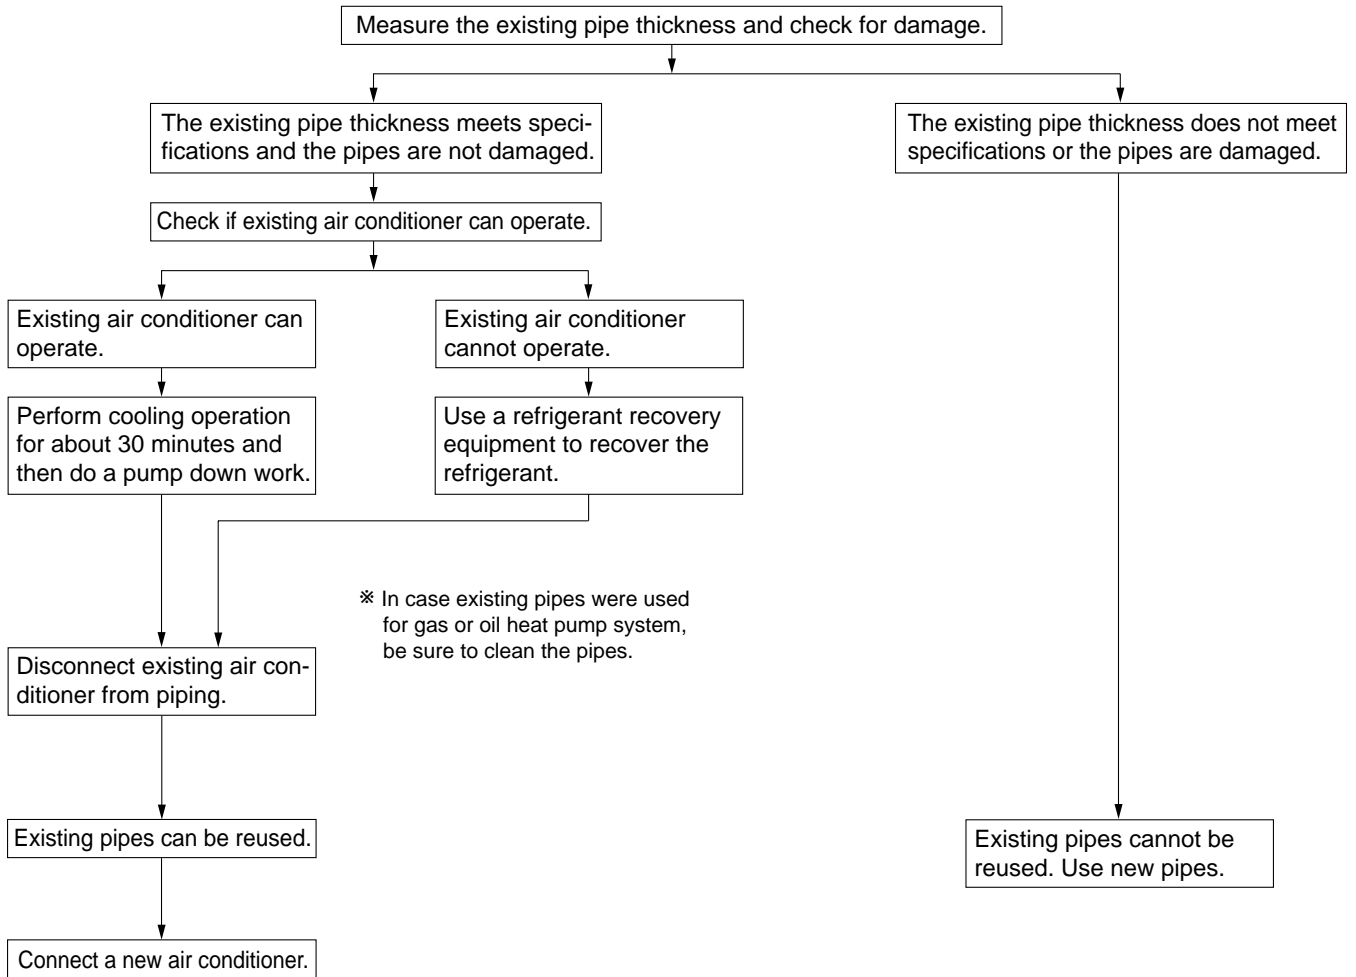 Measure the existing pipe thickness and check for damage.
The existing pipe thickness meets speci-
fications and the pipes are not damaged.
The existing pipe thickness does not meet
specifications or the pipes are damaged.
Check if existing air conditioner can operate.
Existing air conditioner can
operate.
Existing air conditioner
cannot operate.
Perform cooling operation
for about 30 minutes and
then do a pump down work.
Use a refrigerant recovery
equipment to recover the
refrigerant.
※ In case existing pipes were used
for gas or oil heat pump system,
be sure to clean the pipes.
Disconnect existing air con-
ditioner from piping.
Existing pipes can be reused.
Existing pipes cannot be
reused. Use new pipes.
Connect a new air conditioner.